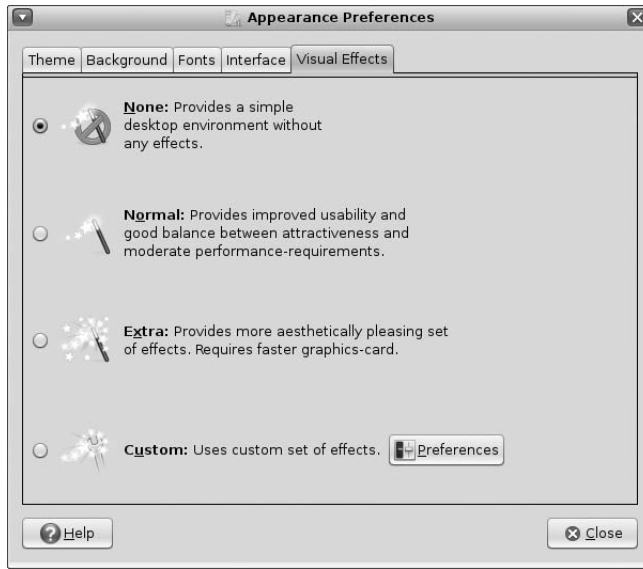 Appearance Preferences
Theme Background Fonts Interface Visual Effects
None: Provides a simple
desktop environment without
any effects.
Normal: Provides improved usability and
good balance between attractiveness and
moderate performance-requirements.
Extra: Provides more aesthetically pleasing set
of effects. Requires faster graphics-card.
Custom: Uses custom set of effects. Preferences
Help Close